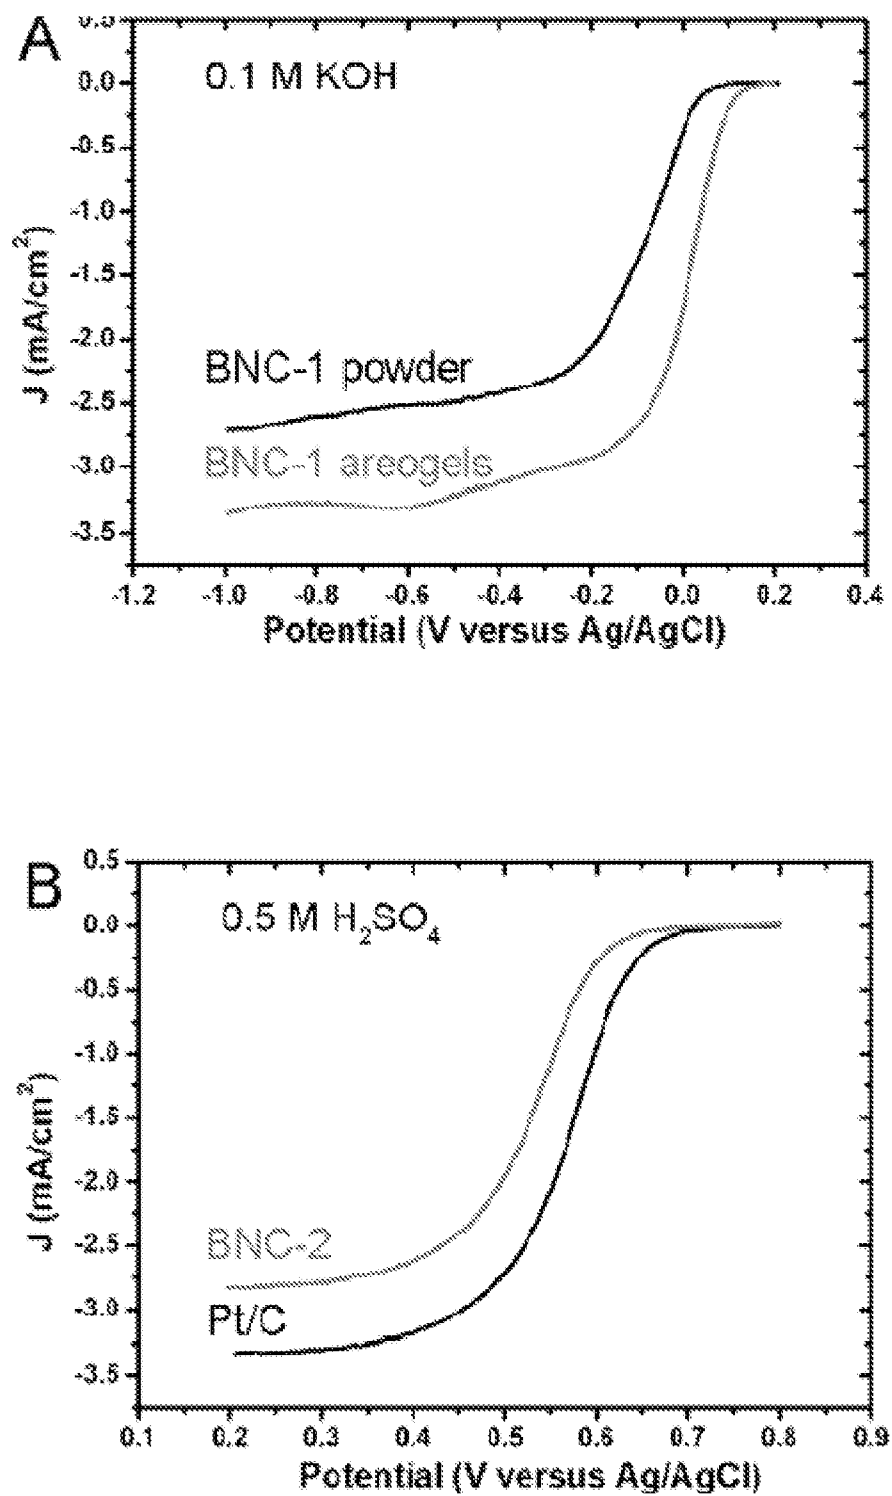 A
0.5
0.1 M KOH
0.0
-0.5
-1.0
-1.5
-2.0
-2.5
-3.0
-3.5
J (mA/cm²)
BNC-1 powder
BNC-1 areogels
-1.2 -1.0 -0.8 -0.6 -0.4 -0.2 0.0 0.2 0.4
Potential (V versus Ag/AgCl)
B
0.5
0.5 M H₂SO₄
0.0
-0.5
-1.0
-1.5
-2.0
-2.5
-3.0
-3.5
J (mA/cm²)
BNC-2
Pt/C
0.1 0.2 0.3 0.4 0.5 0.6 0.7 0.8 0.9
Potential (V versus Ag/AgCl)